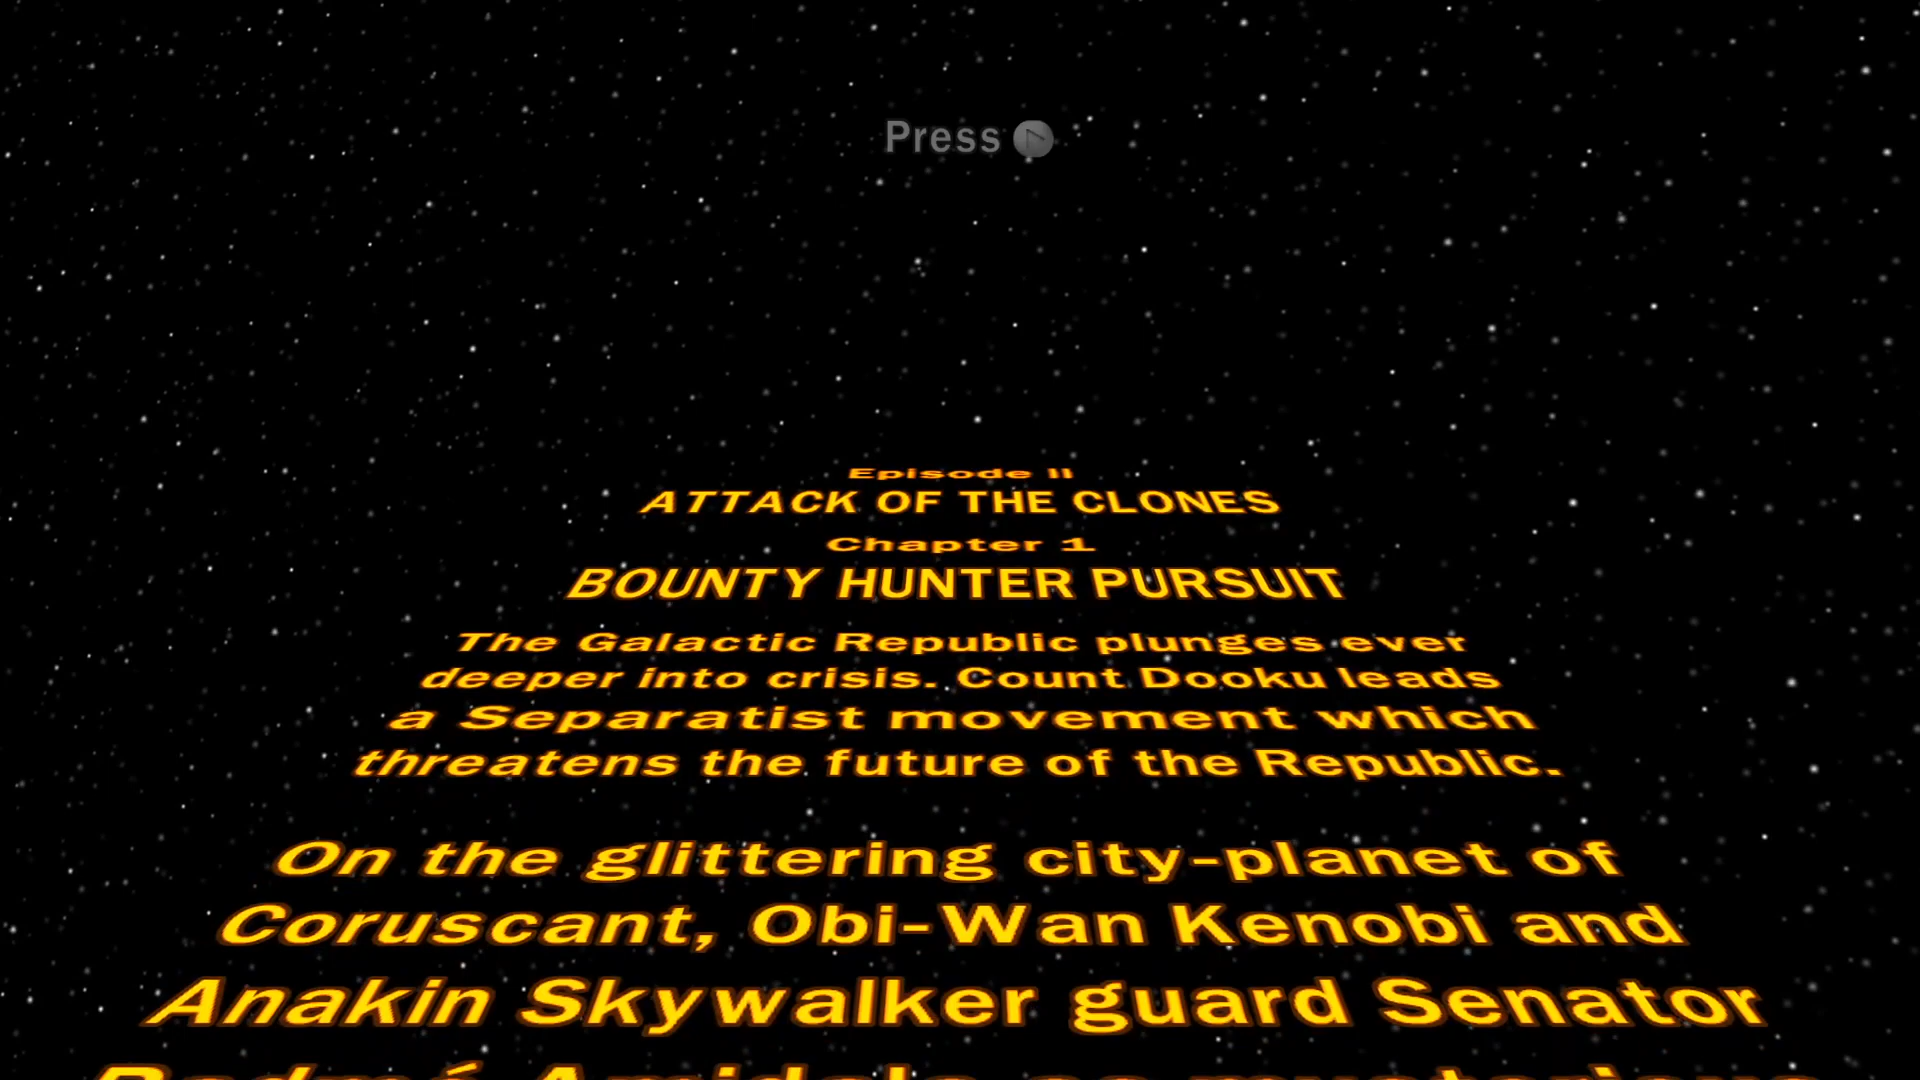 Press
Episode II
ATTACK OF THE CLONES
Chapter 1
BOUNTY HUNTER PURSUIT
The Galactic Republic plunges ever
deeper into crisis. Count Dooku leads
a Separatist movement which
threatens the future of the Republic.
On the glittering city-planet of
Coruscant, Obi-Wan Kenobi and
Anakin Skywalker guard Senator